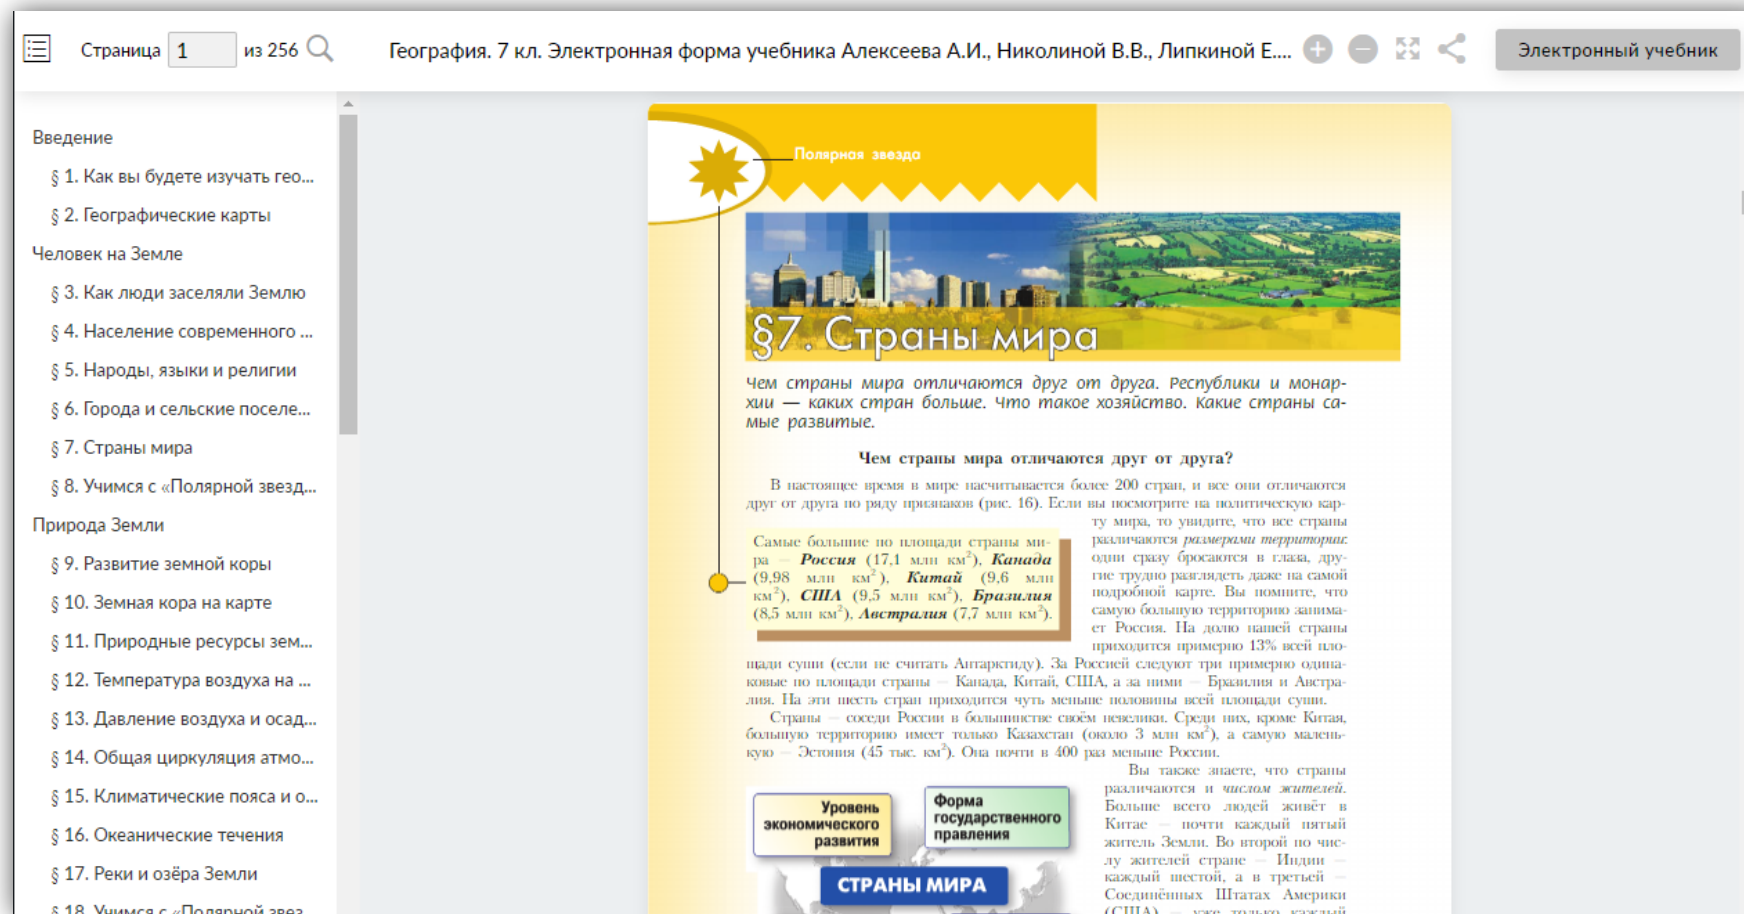 Страница 1 из 256
География. 7 кл. Электронная форма учебника Алексеева А.И., Николиной В.В., Липкиной Е....
Электронный учебник
Введение
§ 1. Как вы будете изучать гео...
§ 2. Географические карты
Человек на Земле
§ 3. Как люди заселяли Землю
§ 4. Население современного ...
§ 5. Народы, языки и религии
§ 6. Города и сельские поселе...
§ 7. Страны мира
§ 8. Учимся с «Полярной звезд...
Природа Земли
§ 9. Развитие земной коры
§ 10. Земная кора на карте
§ 11. Природные ресурсы зем...
§ 12. Температура воздуха на ...
§ 13. Давление воздуха и осад...
§ 14. Общая циркуляция атмо...
§ 15. Климатические пояса и о...
§ 16. Океанические течения
§ 17. Реки и озёра Земли
§ 18. Учимся с «Полярной звез
Полярная звезда
§7. Страны мира
Чем страны мира отличаются друг от друга. Республики и монар-
хии — каких стран больше. Что такое хозяйство. Какие страны са-
мые развитые.
Чем страны мира отличаются друг от друга?
В настоящее время в мире насчитывается более 200 стран, и все они отличаются
друг от друга по ряду признаков (рис. 16). Если вы посмотрите на политическую кар-
ту мира, то увидите, что все страны
различаются размерами территории:
одни сразу бросаются в глаза, дру-
гие трудно разглядеть даже на самой
подробной карте. Вы помните, что
самую большую территорию занима-
ет Россия. На долю нашей страны
приходится примерно 13% всей пло-
Самые большие по площади страны ми-
ра — Россия (17,1 млн км²), Канада
(9,98 млн км²), Китай (9,6 млн
км²), США (9,5 млн км²), Бразилия
(8,5 млн км²), Австралия (7,7 млн км²).
щади суши (если не считать Антарктиду). За Россией следуют три примерно одина-
ковые по площади страны — Канада, Китай, США, а за ними — Бразилия и Австра-
лия. На эти шесть стран приходится чуть меньше половины всей площади суши.
Страны — соседи России в большинстве своём невелики. Среди них, кроме Китая,
большую территорию имеет только Казахстан (около 3 млн км²), а самую малень-
кую — Эстония (45 тыс. км²). Она почти в 400 раз меньше России.
Вы также знаете, что страны
различаются и числом жителей.
Больше всего людей живёт в
Китае — почти каждый пятый
житель Земли. Во второй по чис-
лу жителей стране — Индии —
каждый шестой, а в третьей —
Соединённых Штатах Америки
(США) — уже только каждый
Уровень
экономического
развития
Форма
государственного
правления
СТРАНЫ МИРА